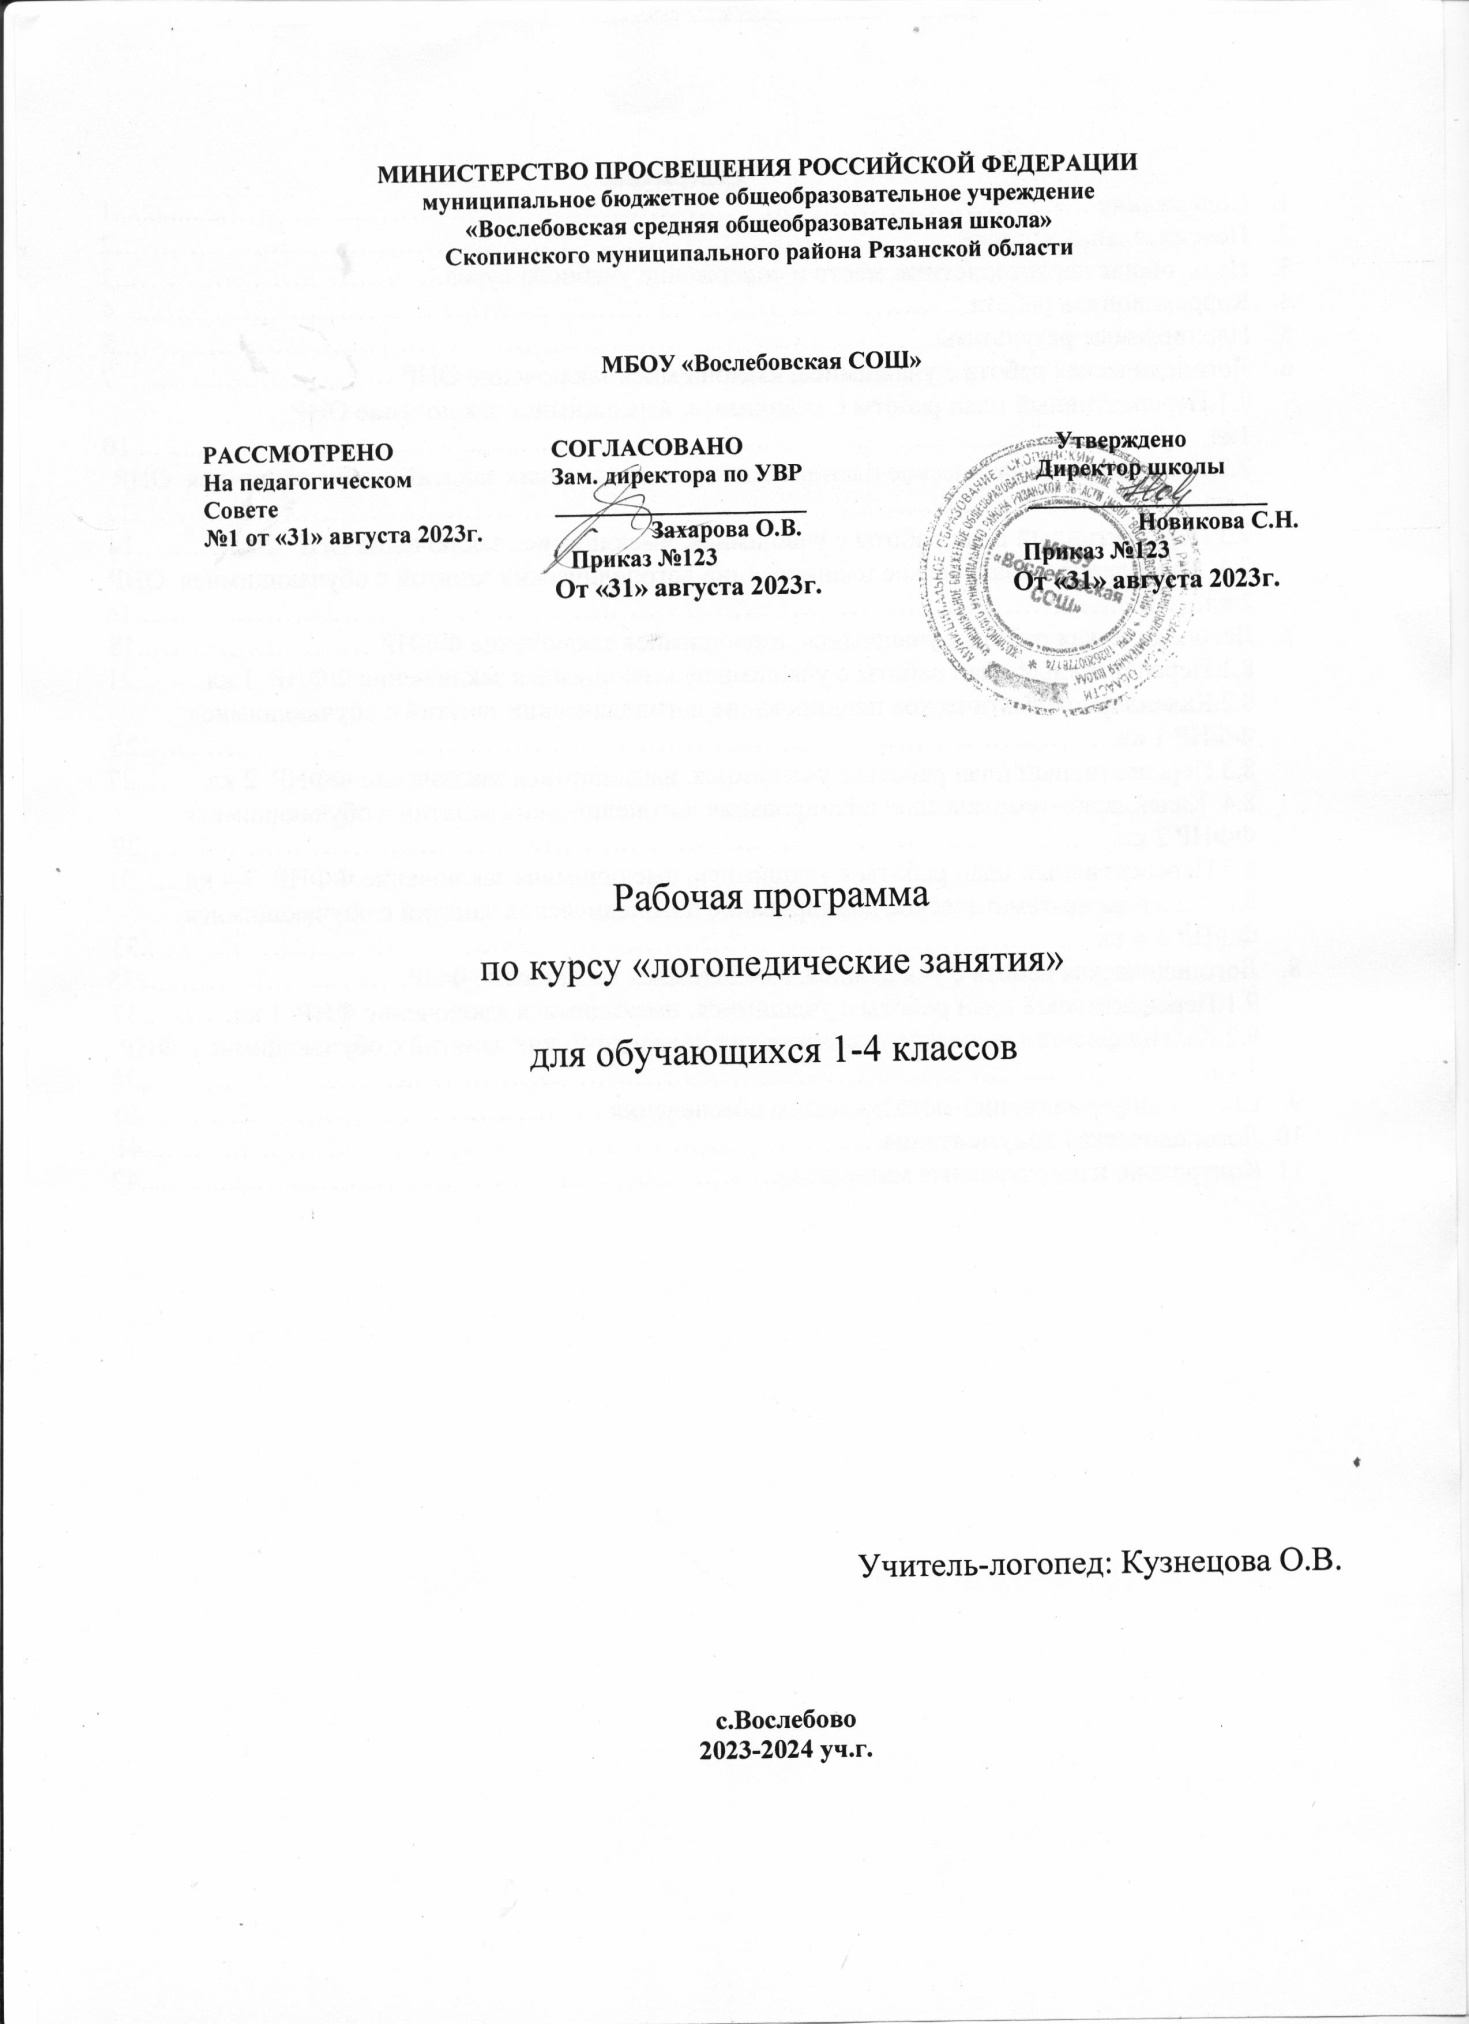 МИНИСТЕРСТВО ПРОСВЕЩЕНИЯ РОССИЙСКОЙ ФЕДЕРАЦИИ
муниципальное бюджетное общеобразовательное учреждение
«Вослебовская средняя общеобразовательная школа»
Скопинского муниципального района Рязанской области
МБОУ «Вослебовская СОШ»
РАССМОТРЕНО
На педагогическом
Совете
№1 от «31» августа 2023г.
СОГЛАСОВАНО
Зам. директора по УВР
Захарова О.В.
Приказ №123
От «31» августа 2023г.
Утверждено
Директор школы
Новикова С.Н.
Приказ №123
От «31» августа 2023г.
МБОУ
«Вослебовская
СОШ»
Рабочая программа
по курсу «логопедические занятия»
для обучающихся 1-4 классов
Учитель-логопед: Кузнецова О.В.
с.Вослебово
2023-2024 уч.г.